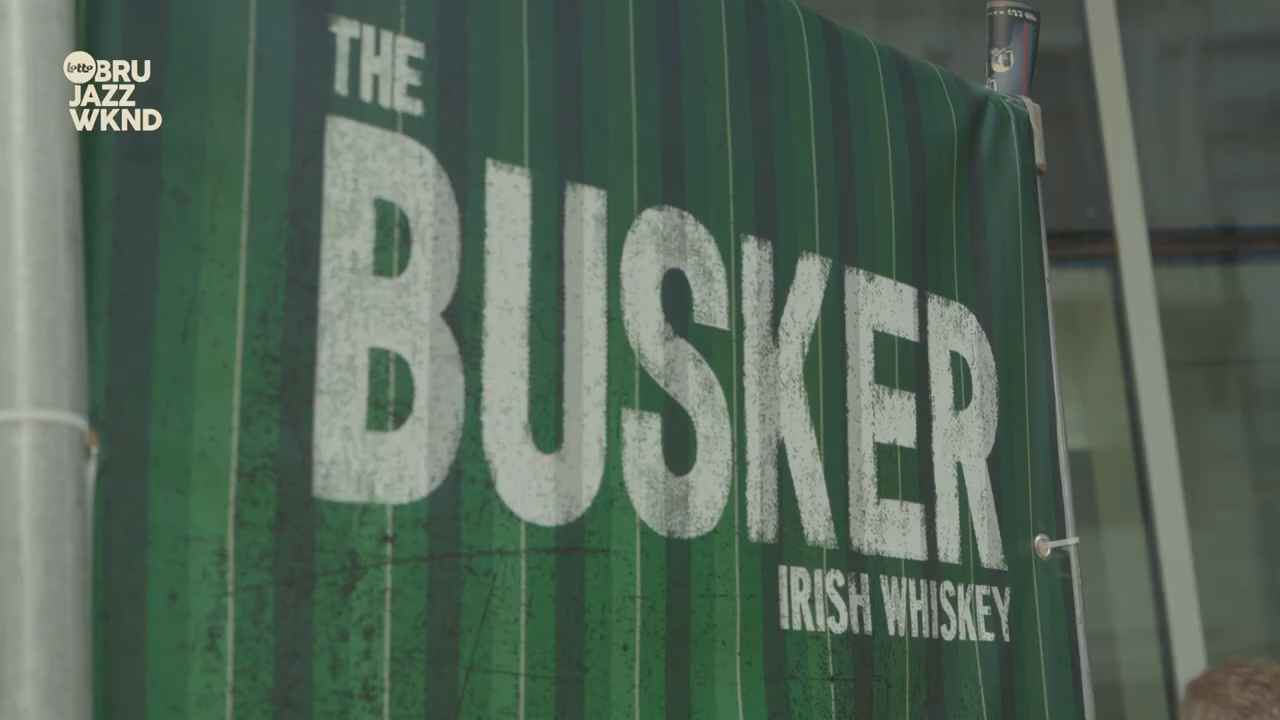 Lotto BRU
JAZZ
WKND
THE
BUSKER
IRISH WHISKEY